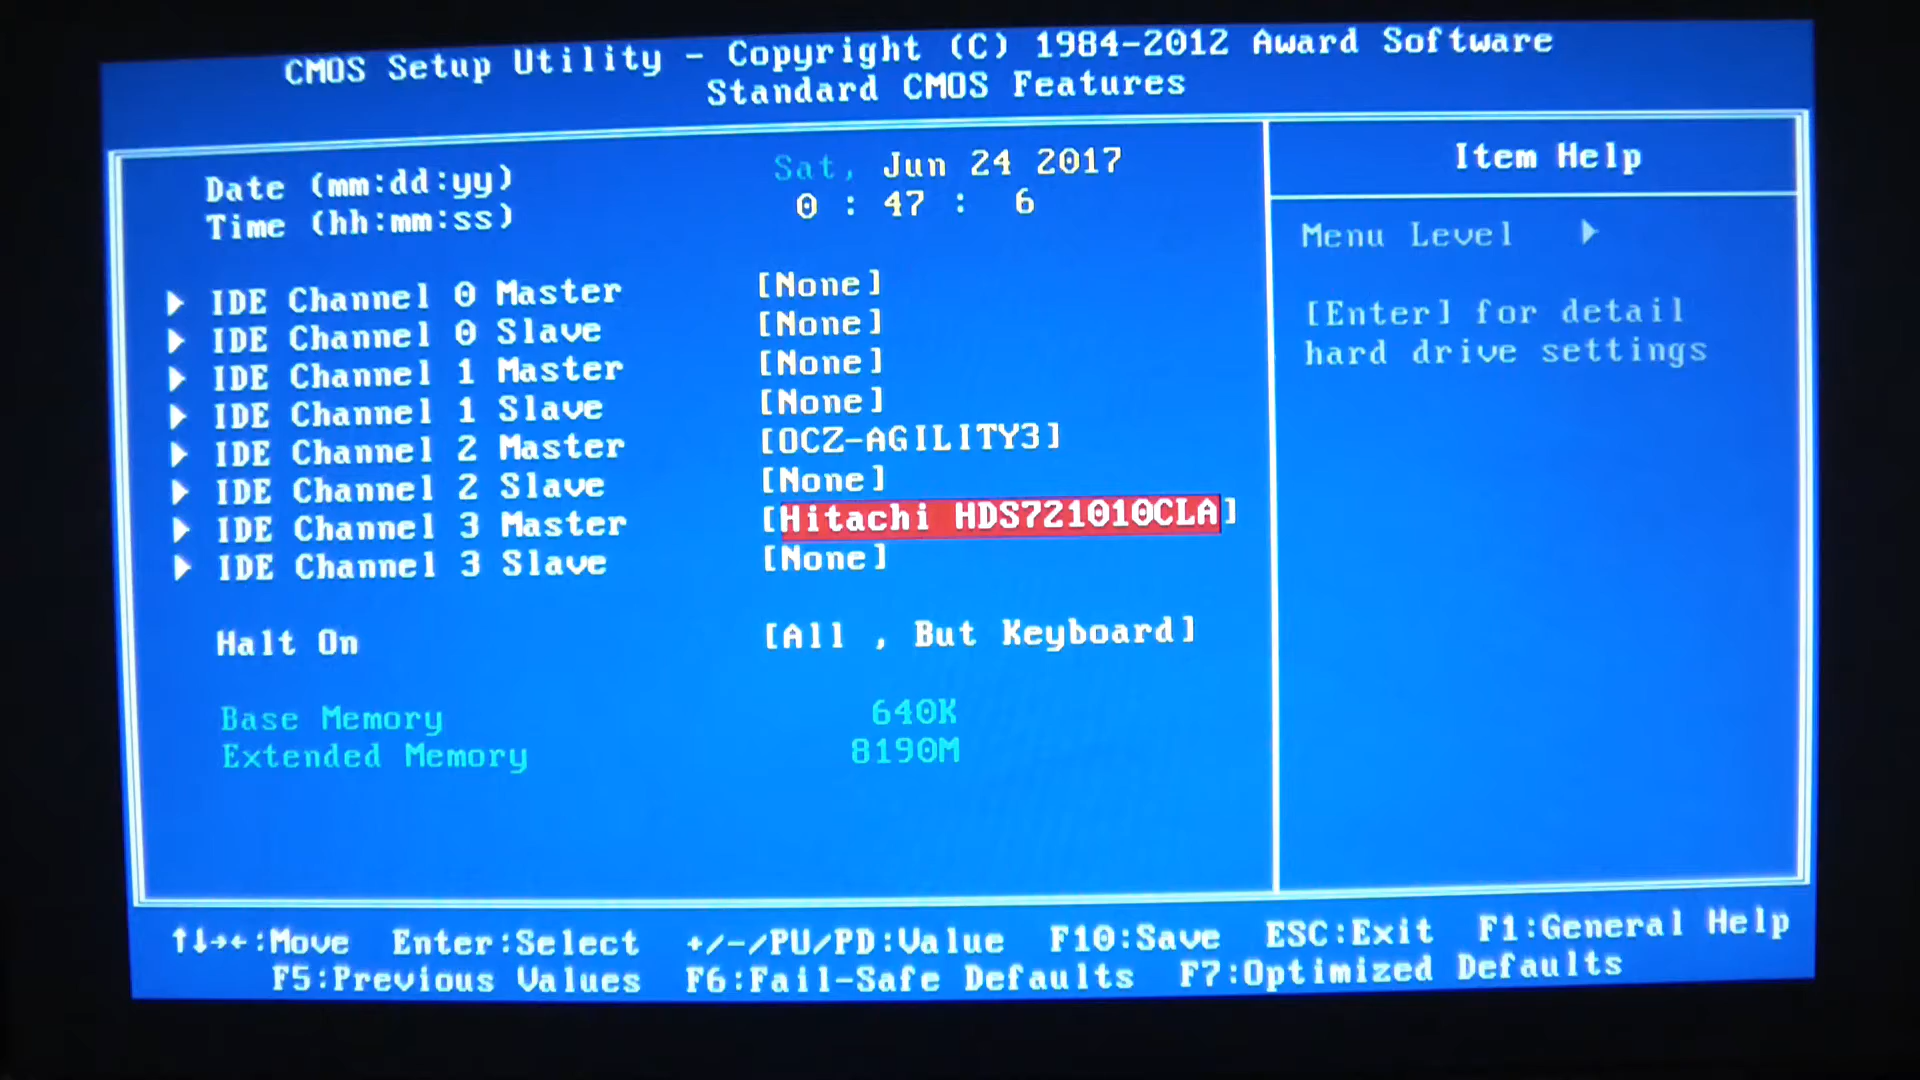 CMOS Setup Utility - Copyright (C) 1984-2012 Award Software
Standard CMOS Features
Date (mm:dd:yy) Sat, Jun 24 2017
Time (hh:mm:ss) 0 : 47 : 6
IDE Channel 0 Master [None]
IDE Channel 0 Slave [None]
IDE Channel 1 Master [None]
IDE Channel 1 Slave [None]
IDE Channel 2 Master [OCZ-AGILITY3]
IDE Channel 2 Slave [None]
IDE Channel 3 Master [Hitachi HDS721010CLA]
IDE Channel 3 Slave [None]
Halt On [All , But Keyboard]
Base Memory 640K
Extended Memory 8190M
Item Help
Menu Level ▶
[Enter] for detail
hard drive settings
↑↓→←:Move Enter:Select +/-/PU/PD:Value F10:Save ESC:Exit F1:General Help
F5:Previous Values F6:Fail-Safe Defaults F7:Optimized Defaults